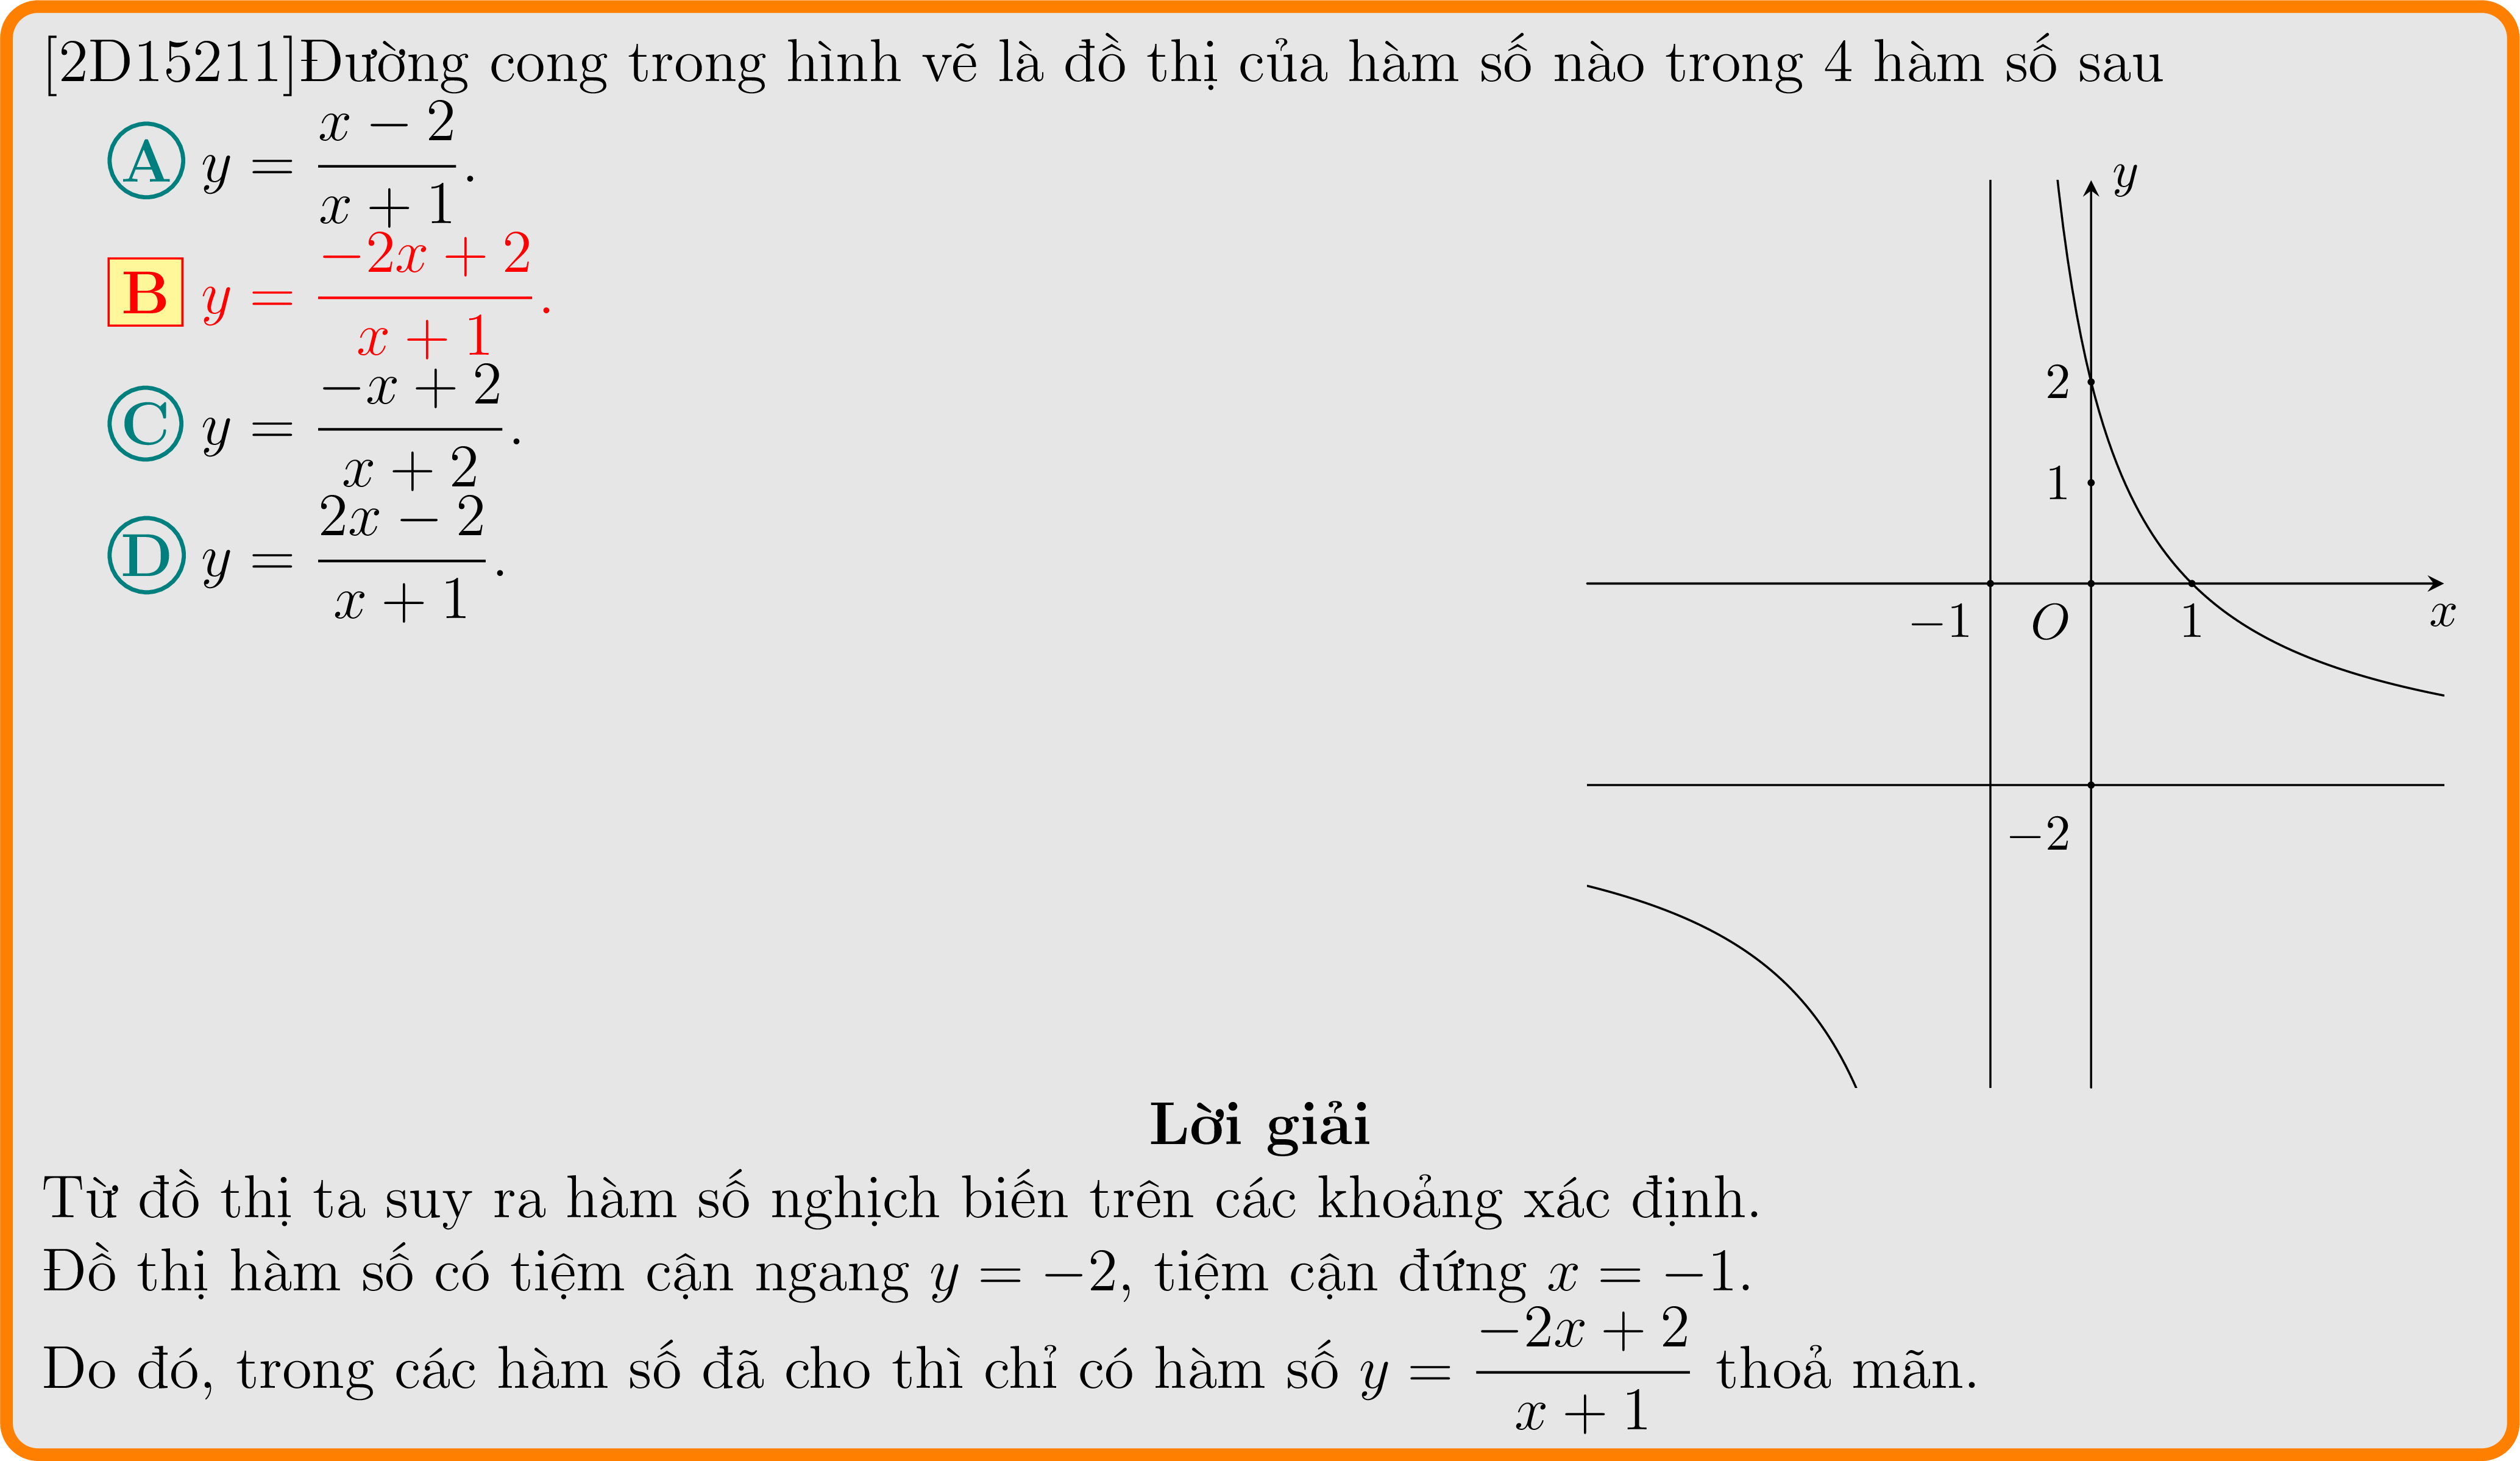 [2D15211]Đường cong trong hình vẽ là đồ thị của hàm số nào trong 4 hàm số sau
A y = \frac{x − 2}{x + 1}.
B y = \frac{−2x + 2}{x + 1}.
C y = \frac{−x + 2}{x + 2}.
D y = \frac{2x − 2}{x + 1}.
y
2
1
−1 O 1 x
−2
Lời giải
Từ đồ thị ta suy ra hàm số nghịch biến trên các khoảng xác định.
Đồ thị hàm số có tiệm cận ngang y = −2, tiệm cận đứng x = −1.
Do đó, trong các hàm số đã cho thì chỉ có hàm số y = \frac{−2x + 2}{x + 1} thoả mãn.